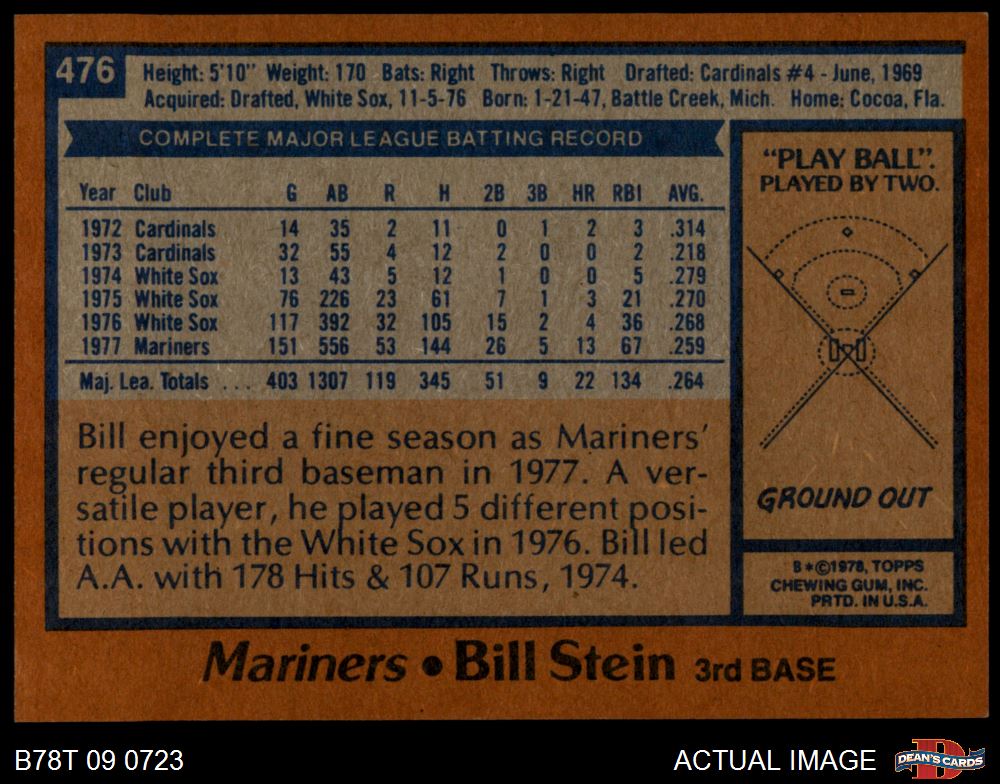 476
Height: 5'10" Weight: 170 Bats: Right Throws: Right Drafted: Cardinals #4 - June, 1969
Acquired: Drafted, White Sox, 11-5-76 Born: 1-21-47, Battle Creek, Mich. Home: Cocoa, Fla.
COMPLETE MAJOR LEAGUE BATTING RECORD
Year Club G AB R H 2B 3B HR RBI AVG.
1972 Cardinals 14 35 2 11 0 1 2 3 .314
1973 Cardinals 32 55 4 12 2 0 0 2 .218
1974 White Sox 13 43 5 12 1 0 0 5 .279
1975 White Sox 76 226 23 61 7 1 3 21 .270
1976 White Sox 117 392 32 105 15 2 4 36 .268
1977 Mariners 151 556 53 144 26 5 13 67 .259
Maj. Lea. Totals ... 403 1307 119 345 51 9 22 134 .264
Bill enjoyed a fine season as Mariners'
regular third baseman in 1977. A ver-
satile player, he played 5 different posi-
tions with the White Sox in 1976. Bill led
A.A. with 178 Hits & 107 Runs, 1974.
"PLAY BALL".
PLAYED BY TWO.
GROUND OUT
B*©1978, TOPPS
CHEWING GUM, INC.
PRTD. IN U.S.A.
Mariners • Bill Stein 3rd BASE
B78T 09 0723
ACTUAL IMAGE
D
DEAN'S CARDS